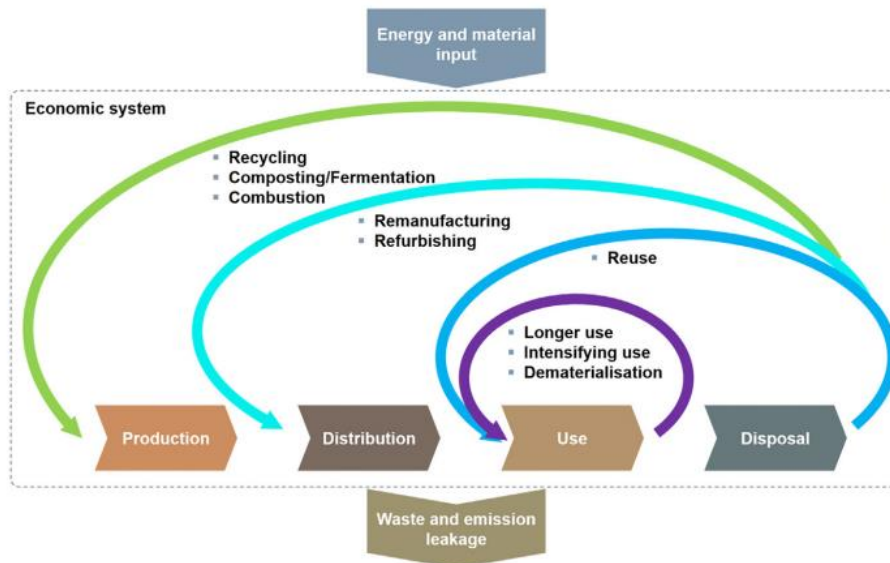 Energy and material
input
Economic system
▪ Recycling
▪ Composting/Fermentation
▪ Combustion
▪ Remanufacturing
▪ Refurbishing
▪ Reuse
▪ Longer use
▪ Intensifying use
▪ Dematerialisation
Production
Distribution
Use
Disposal
Waste and emission
leakage